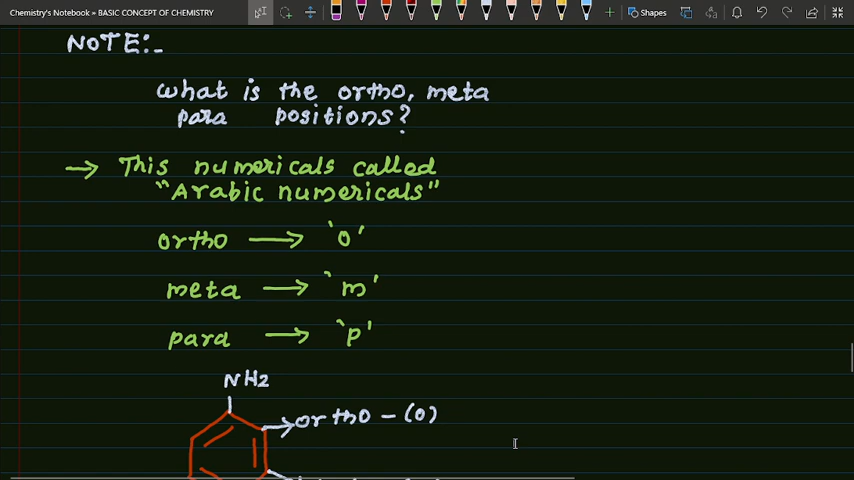 Chemistry's Notebook » BASIC CONCEPT OF CHEMISTRY
Shapes
NOTE:-
what is the ortho, meta
para positions?
→ This numericals called
"Arabic numericals"
ortho → 'o'
meta → 'm'
para → 'p'
NH2
→ortho - (o)